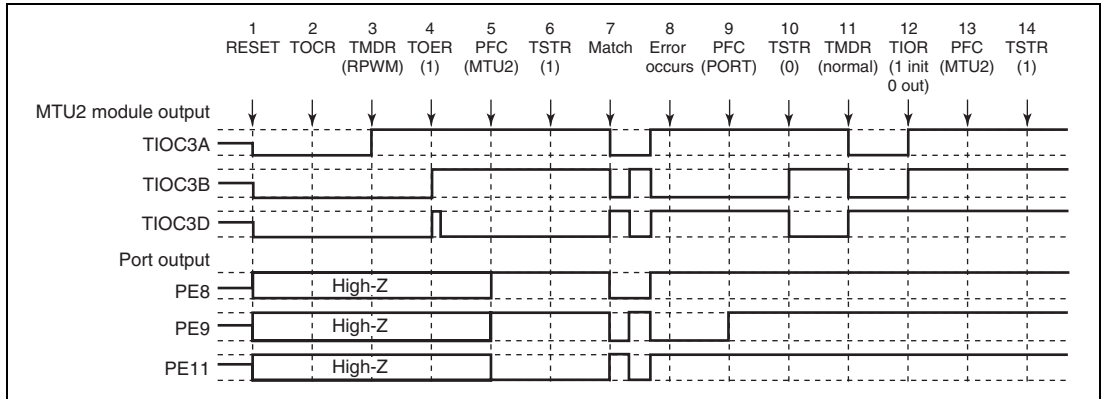 1 2 3 4 5 6 7 8 9 10 11 12 13 14
RESET TOCR TMDR TOER PFC TSTR Match Error PFC TSTR TMDR TIOR PFC TSTR
(RPWM) (1) (MTU2) (1) occurs (PORT) (0) (normal) (1 init (MTU2) (1)
0 out)
MTU2 module output
TIOC3A
TIOC3B
TIOC3D
Port output
PE8 High-Z
PE9 High-Z
PE11 High-Z